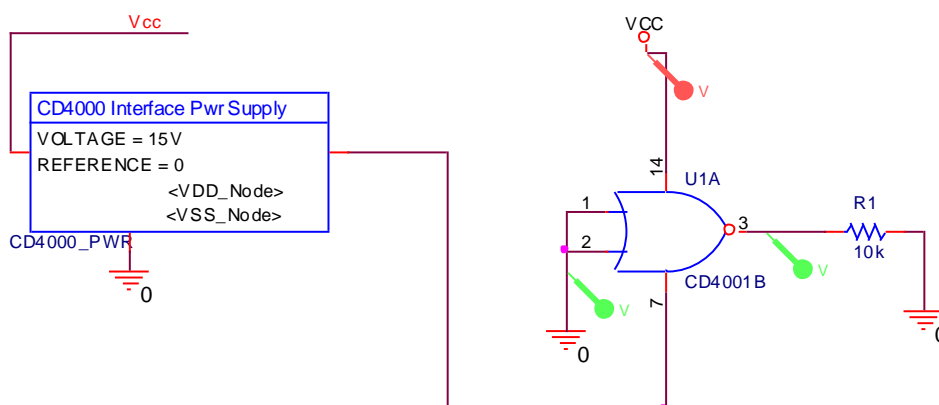 Vcc
CD4000 Interface Pwr Supply
VOLTAGE = 15V
REFERENCE = 0
<VDD_Node>
<VSS_Node>
CD4000_PWR
0
VCC
V
14
U1A
1
2
3
R1
10k
V
CD4001B
7
V
0
0